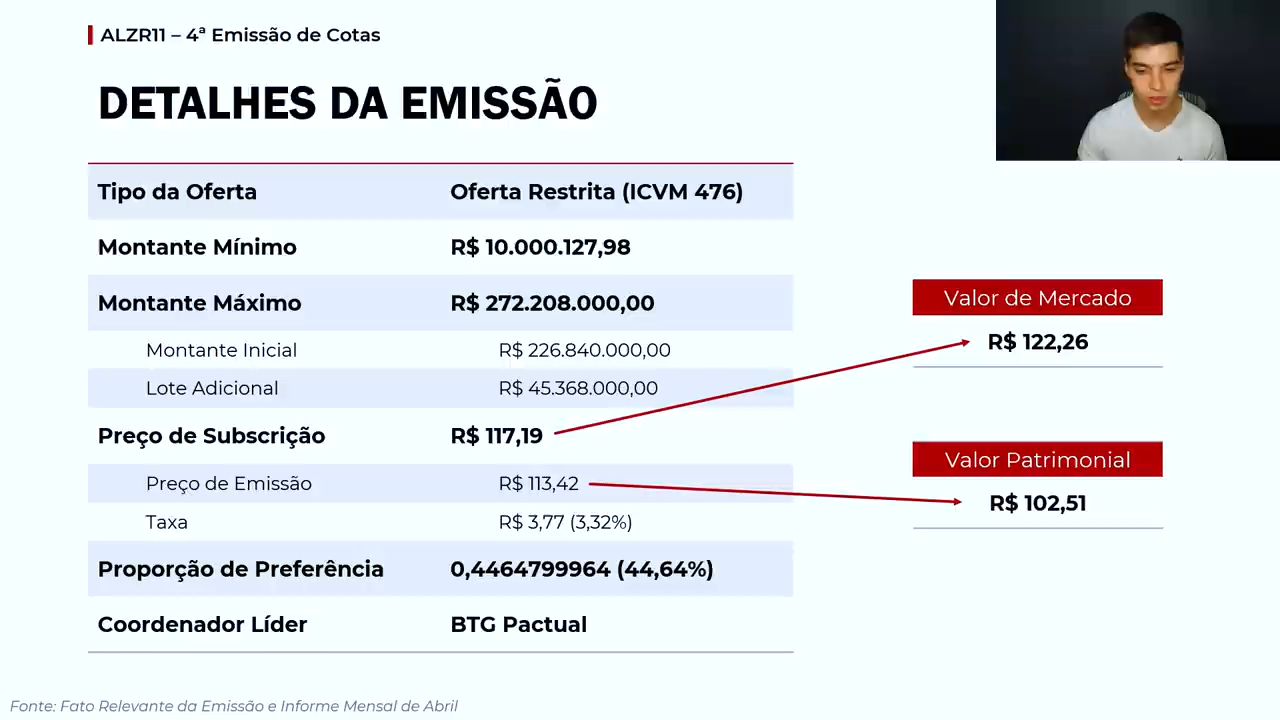 ALZR11 – 4ª Emissão de Cotas
DETALHES DA EMISSÃO
Tipo da Oferta Oferta Restrita (ICVM 476)
Montante Mínimo R$ 10.000.127,98
Montante Máximo R$ 272.208.000,00
Montante Inicial R$ 226.840.000,00
Lote Adicional R$ 45.368.000,00
Preço de Subscrição R$ 117,19
Preço de Emissão R$ 113,42
Taxa R$ 3,77 (3,32%)
Proporção de Preferência 0,4464799964 (44,64%)
Coordenador Líder BTG Pactual
Valor de Mercado
R$ 122,26
Valor Patrimonial
R$ 102,51
Fonte: Fato Relevante da Emissão e Informe Mensal de Abril